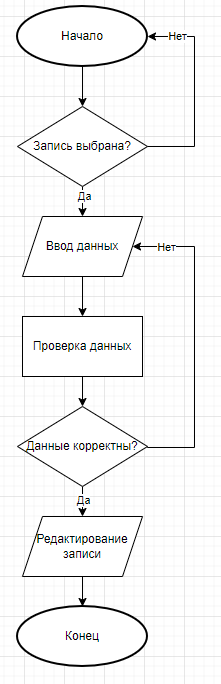 Начало
Нет
Запись выбрана?
Да
Ввод данных
Нет
Проверка данных
Данные корректны?
Да
Редактирование
записи
Конец